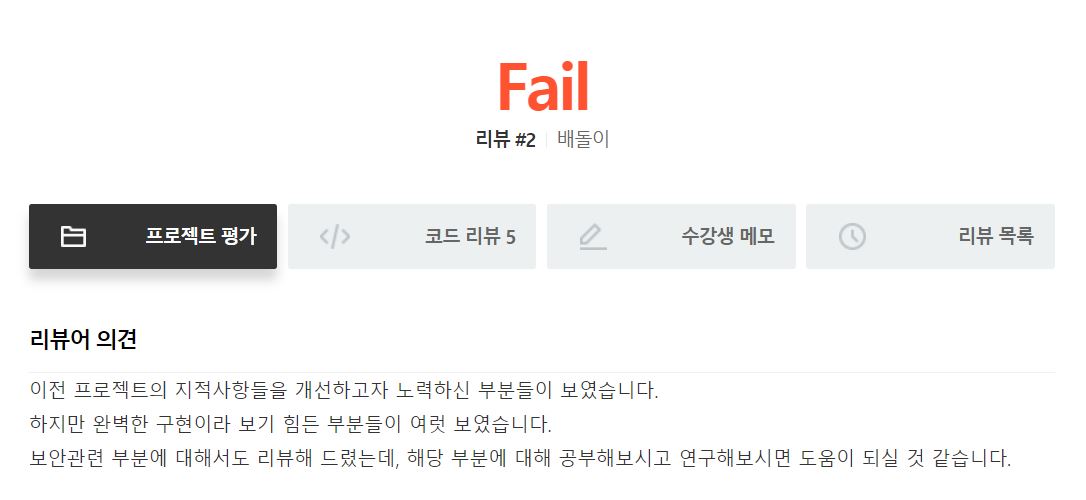 Fail
리뷰 #2 | 배돌이
프로젝트 평가
코드 리뷰 5
수강생 메모
리뷰 목록
리뷰어 의견
이전 프로젝트의 지적사항들을 개선하고자 노력하신 부분들이 보였습니다.
하지만 완벽한 구현이라 보기 힘든 부분들이 여럿 보였습니다.
보안관련 부분에 대해서도 리뷰해 드렸는데, 해당 부분에 대해 공부해보시고 연구해보시면 도움이 되실 것 같습니다.